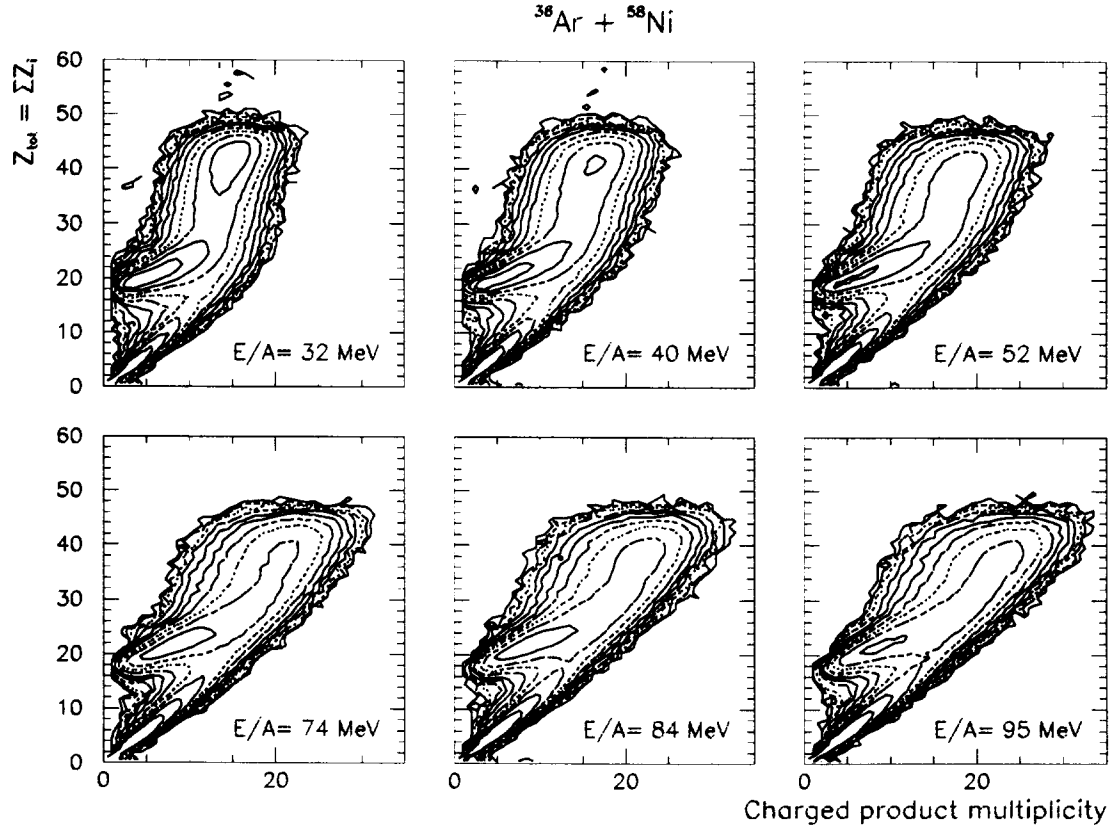 ³⁶Ar + ⁵⁸Ni
Z_tot = ΣZ_i
60
50
40
30
20
10
0
E/A= 32 MeV
E/A= 40 MeV
E/A= 52 MeV
60
50
40
30
20
10
0
E/A= 74 MeV
E/A= 84 MeV
E/A= 95 MeV
0 20 0 20 0 20
Charged product multiplicity